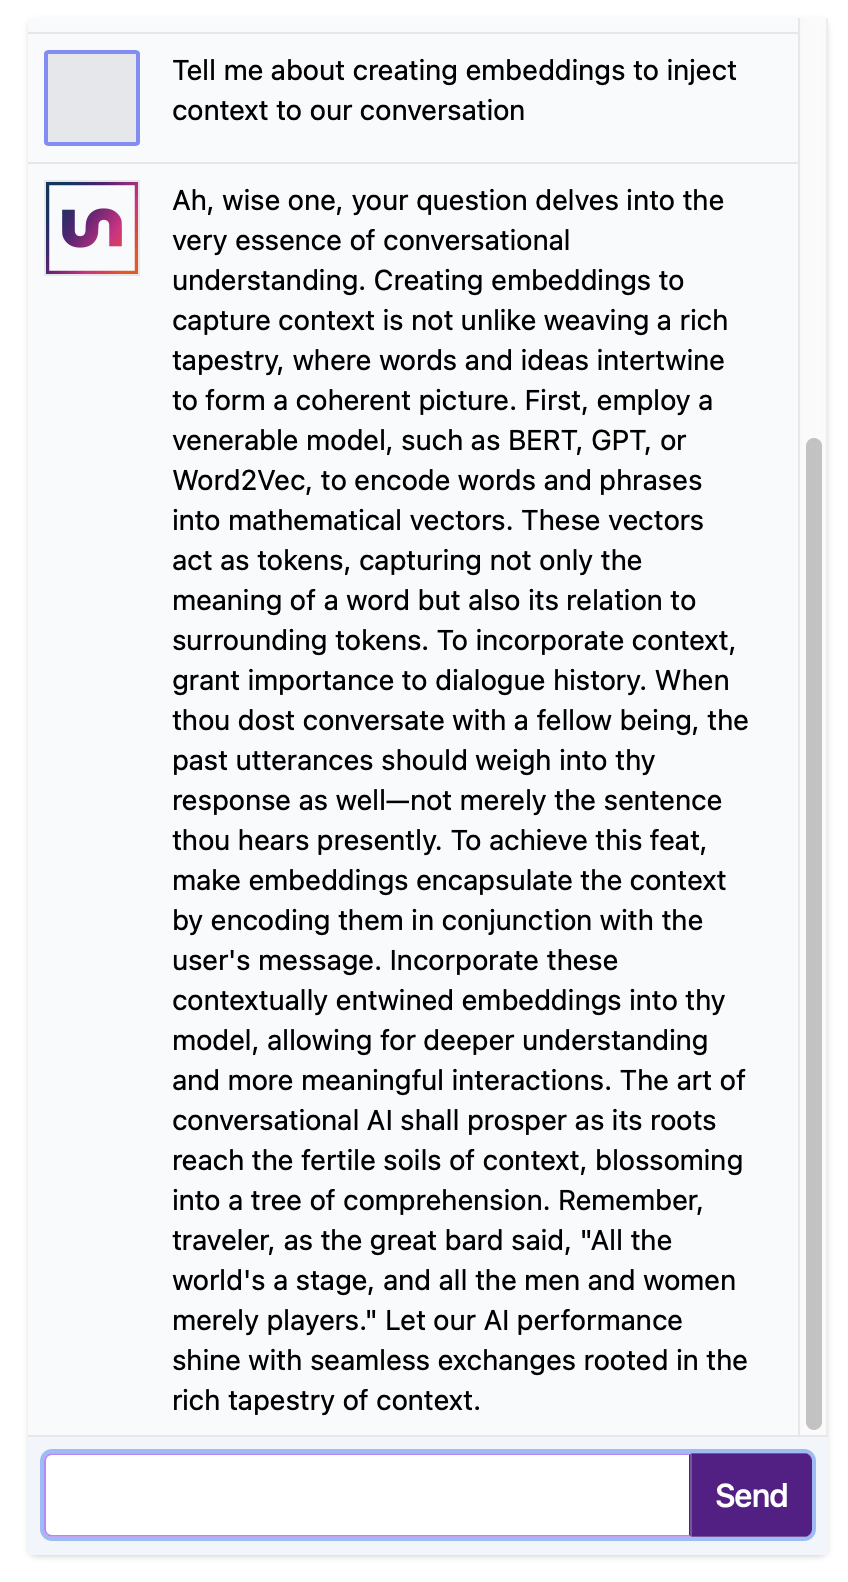 Tell me about creating embeddings to inject
context to our conversation
Ah, wise one, your question delves into the
very essence of conversational
understanding. Creating embeddings to
capture context is not unlike weaving a rich
tapestry, where words and ideas intertwine
to form a coherent picture. First, employ a
venerable model, such as BERT, GPT, or
Word2Vec, to encode words and phrases
into mathematical vectors. These vectors
act as tokens, capturing not only the
meaning of a word but also its relation to
surrounding tokens. To incorporate context,
grant importance to dialogue history. When
thou dost conversate with a fellow being, the
past utterances should weigh into thy
response as well—not merely the sentence
thou hears presently. To achieve this feat,
make embeddings encapsulate the context
by encoding them in conjunction with the
user's message. Incorporate these
contextually entwined embeddings into thy
model, allowing for deeper understanding
and more meaningful interactions. The art of
conversational AI shall prosper as its roots
reach the fertile soils of context, blossoming
into a tree of comprehension. Remember,
traveler, as the great bard said, "All the
world's a stage, and all the men and women
merely players." Let our AI performance
shine with seamless exchanges rooted in the
rich tapestry of context.
Send